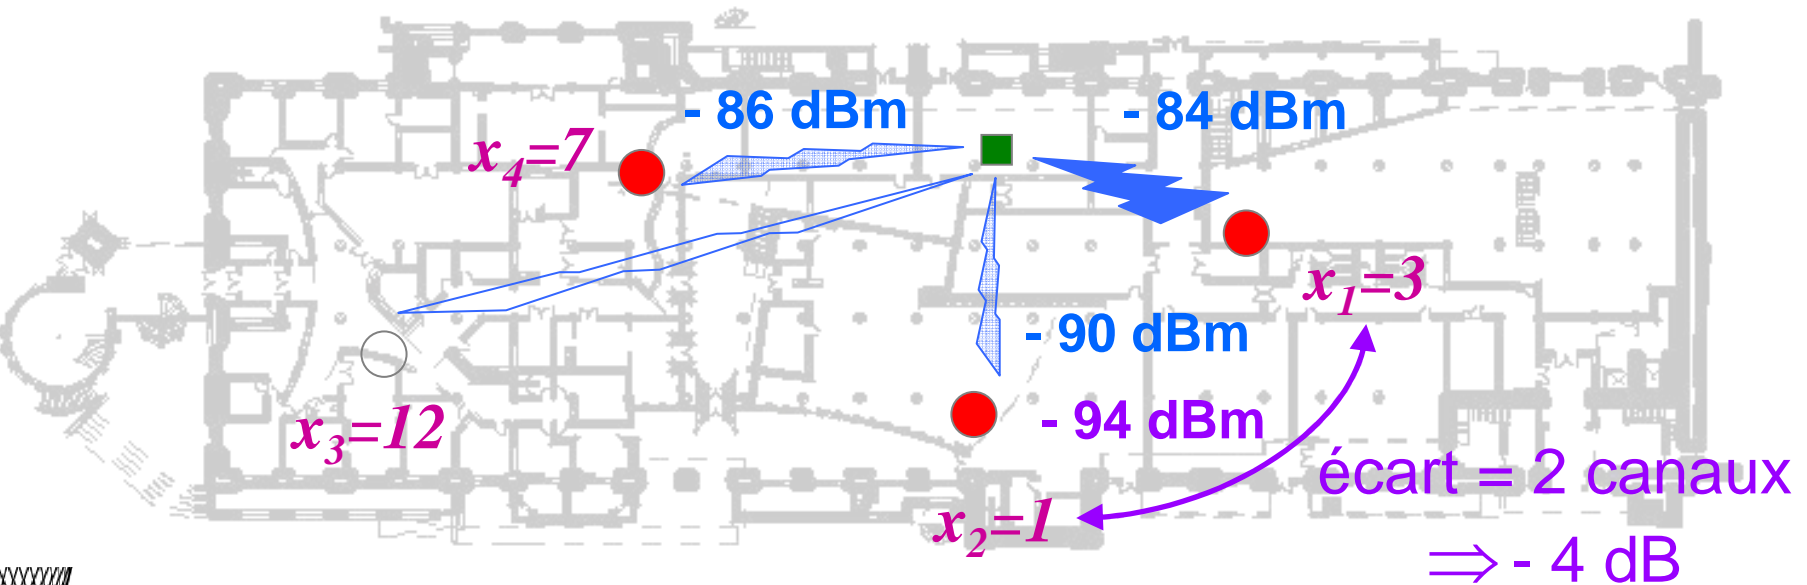 - 86 dBm
- 84 dBm
x4=7
x1=3
- 90 dBm
- 94 dBm
x3=12
écart = 2 canaux
x2=1
⇒ - 4 dB